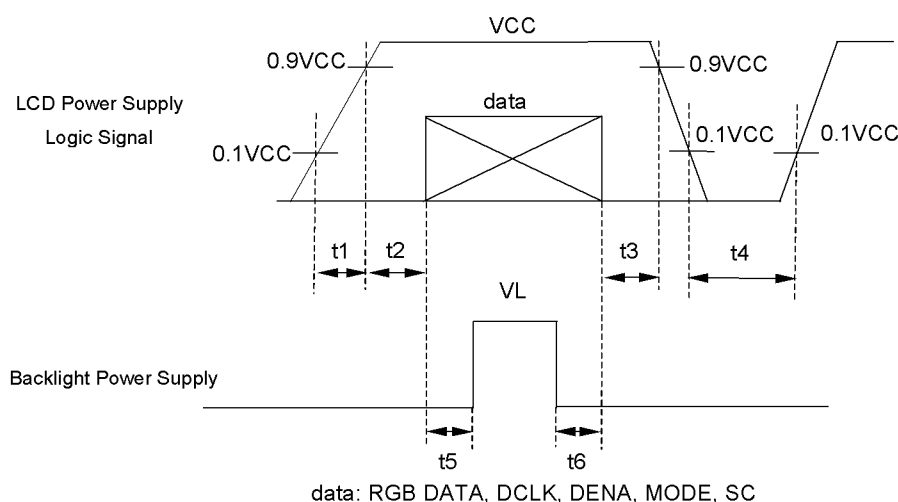 VCC
0.9VCC
0.9VCC
LCD Power Supply
Logic Signal
data
0.1VCC
0.1VCC
0.1VCC
t1
t2
t3
t4
VL
Backlight Power Supply
t5
t6
data: RGB DATA, DCLK, DENA, MODE, SC